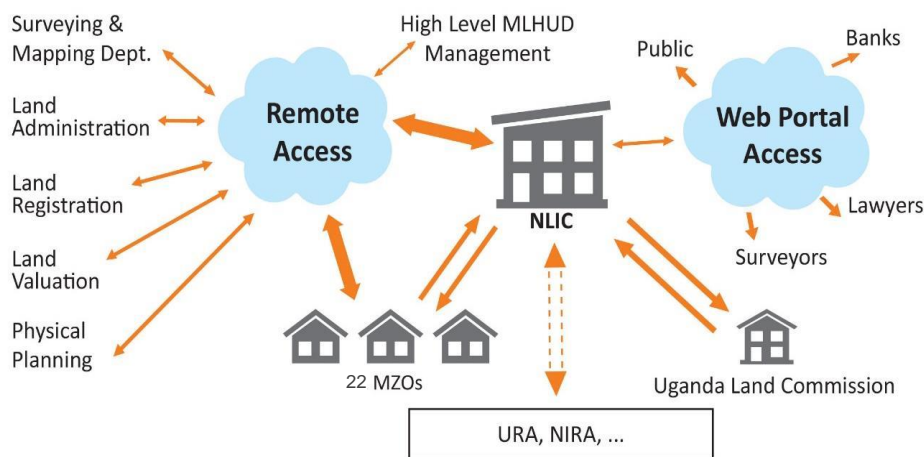 Surveying &
Mapping Dept.
High Level MLHUD
Management
Public
Banks
Land
Administration
Remote
Access
Web Portal
Access
Land
Registration
NLIC
Lawyers
Land
Valuation
Surveyors
Physical
Planning
22 MZOs
Uganda Land Commission
URA, NIRA, ...